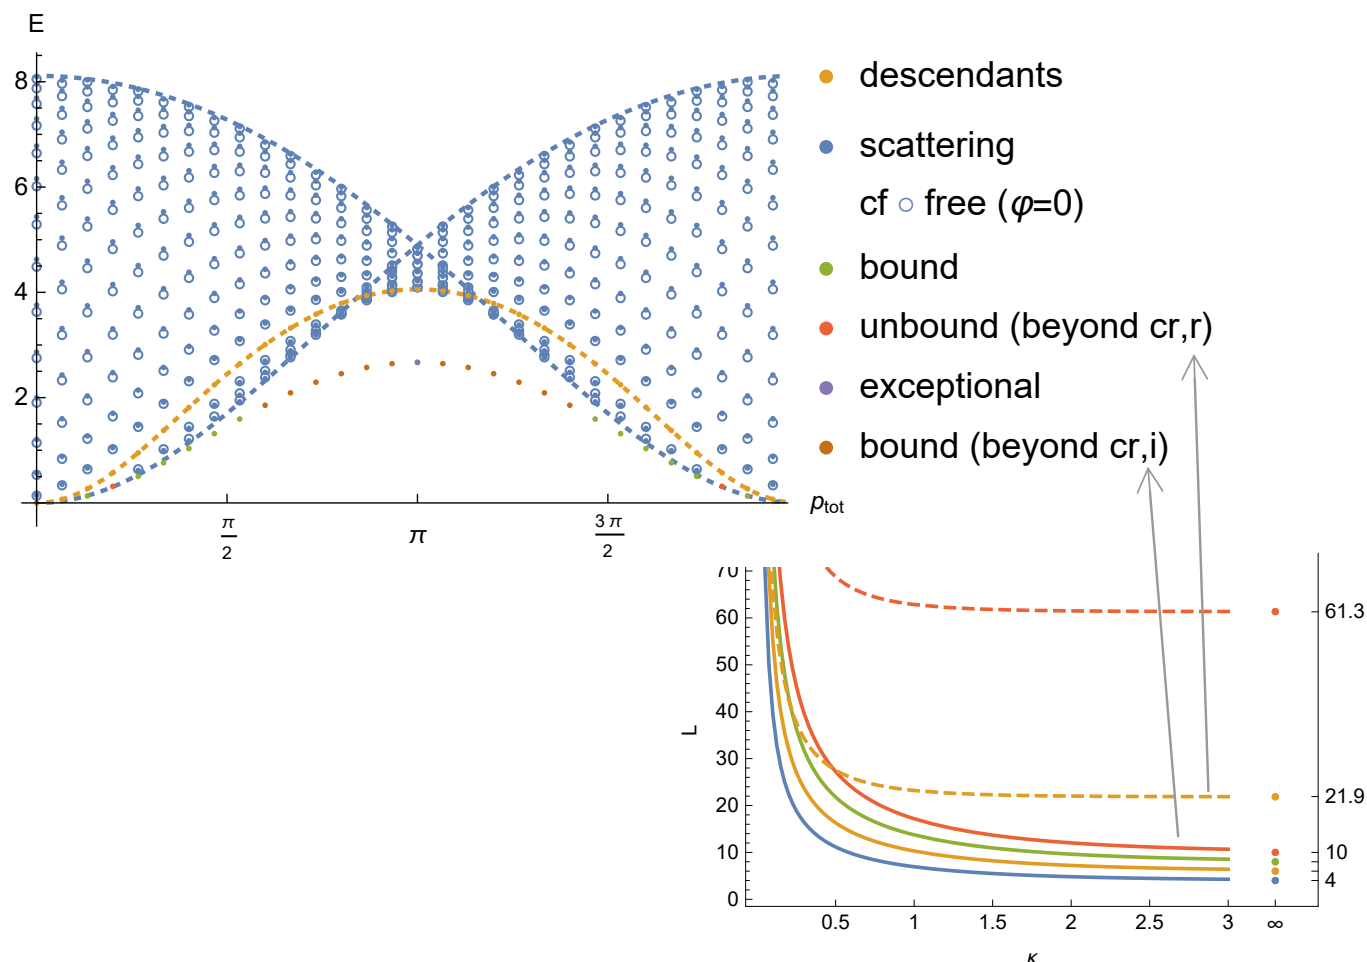 E
8
6
4
2
π
2
π
3 π
2
p_tot
descendants
scattering
cf ○ free (φ=0)
bound
unbound (beyond cr,r)
exceptional
bound (beyond cr,i)
70
60
50
40
30
20
10
0
L
0.5
1
1.5
2
2.5
3
∞
κ
61.3
21.9
10
4